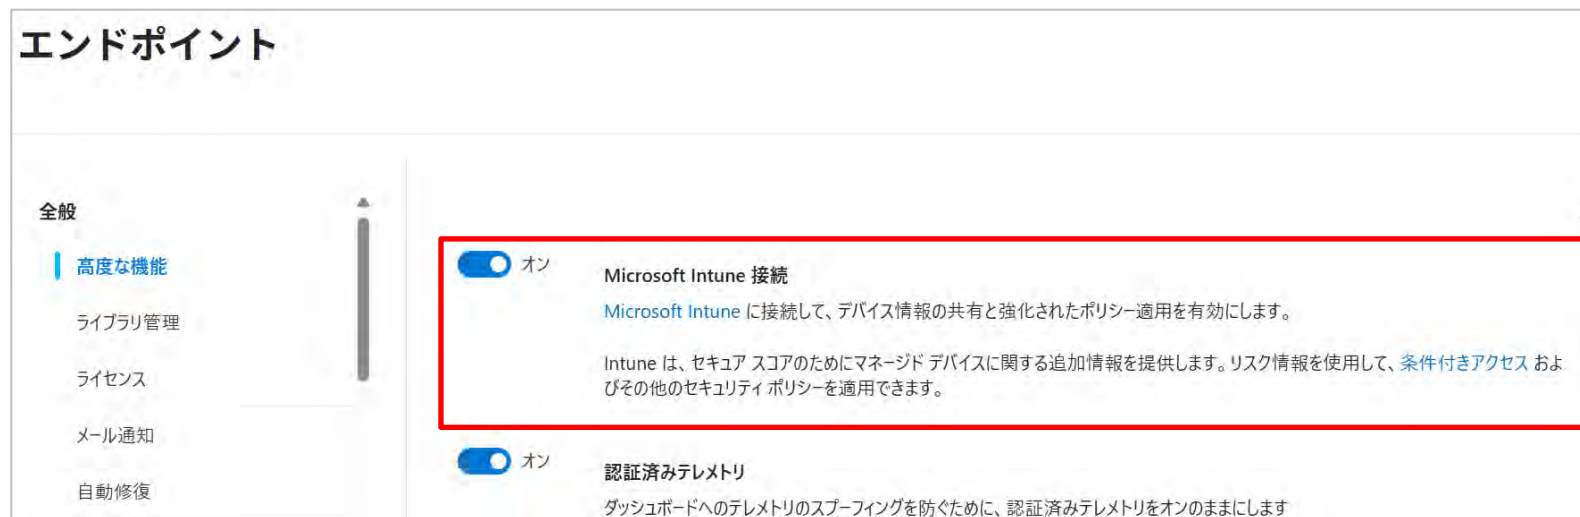 エンドポイント
全般
高度な機能
ライブラリ管理
ライセンス
メール通知
自動修復
オン
Microsoft Intune 接続
Microsoft Intune に接続して、デバイス情報の共有と強化されたポリシー適用を有効にします。
Intune は、セキュア スコアのためにマネージド デバイスに関する追加情報を提供します。リスク情報を使用して、条件付きアクセス およ
びその他のセキュリティ ポリシーを適用できます。
オン
認証済みテレメトリ
ダッシュボードへのテレメトリのスプーフィングを防ぐために、認証済みテレメトリをオンのままにします